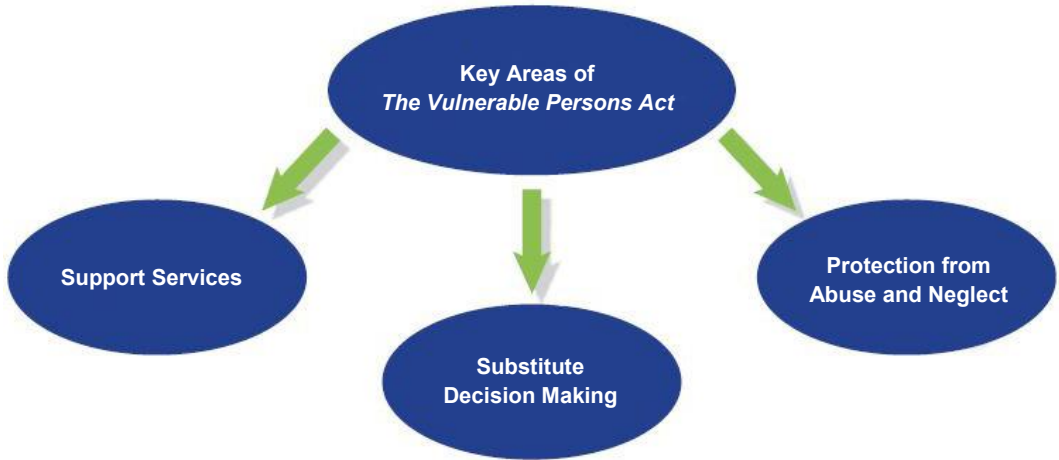 Key Areas of
The Vulnerable Persons Act
Support Services
Substitute
Decision Making
Protection from
Abuse and Neglect